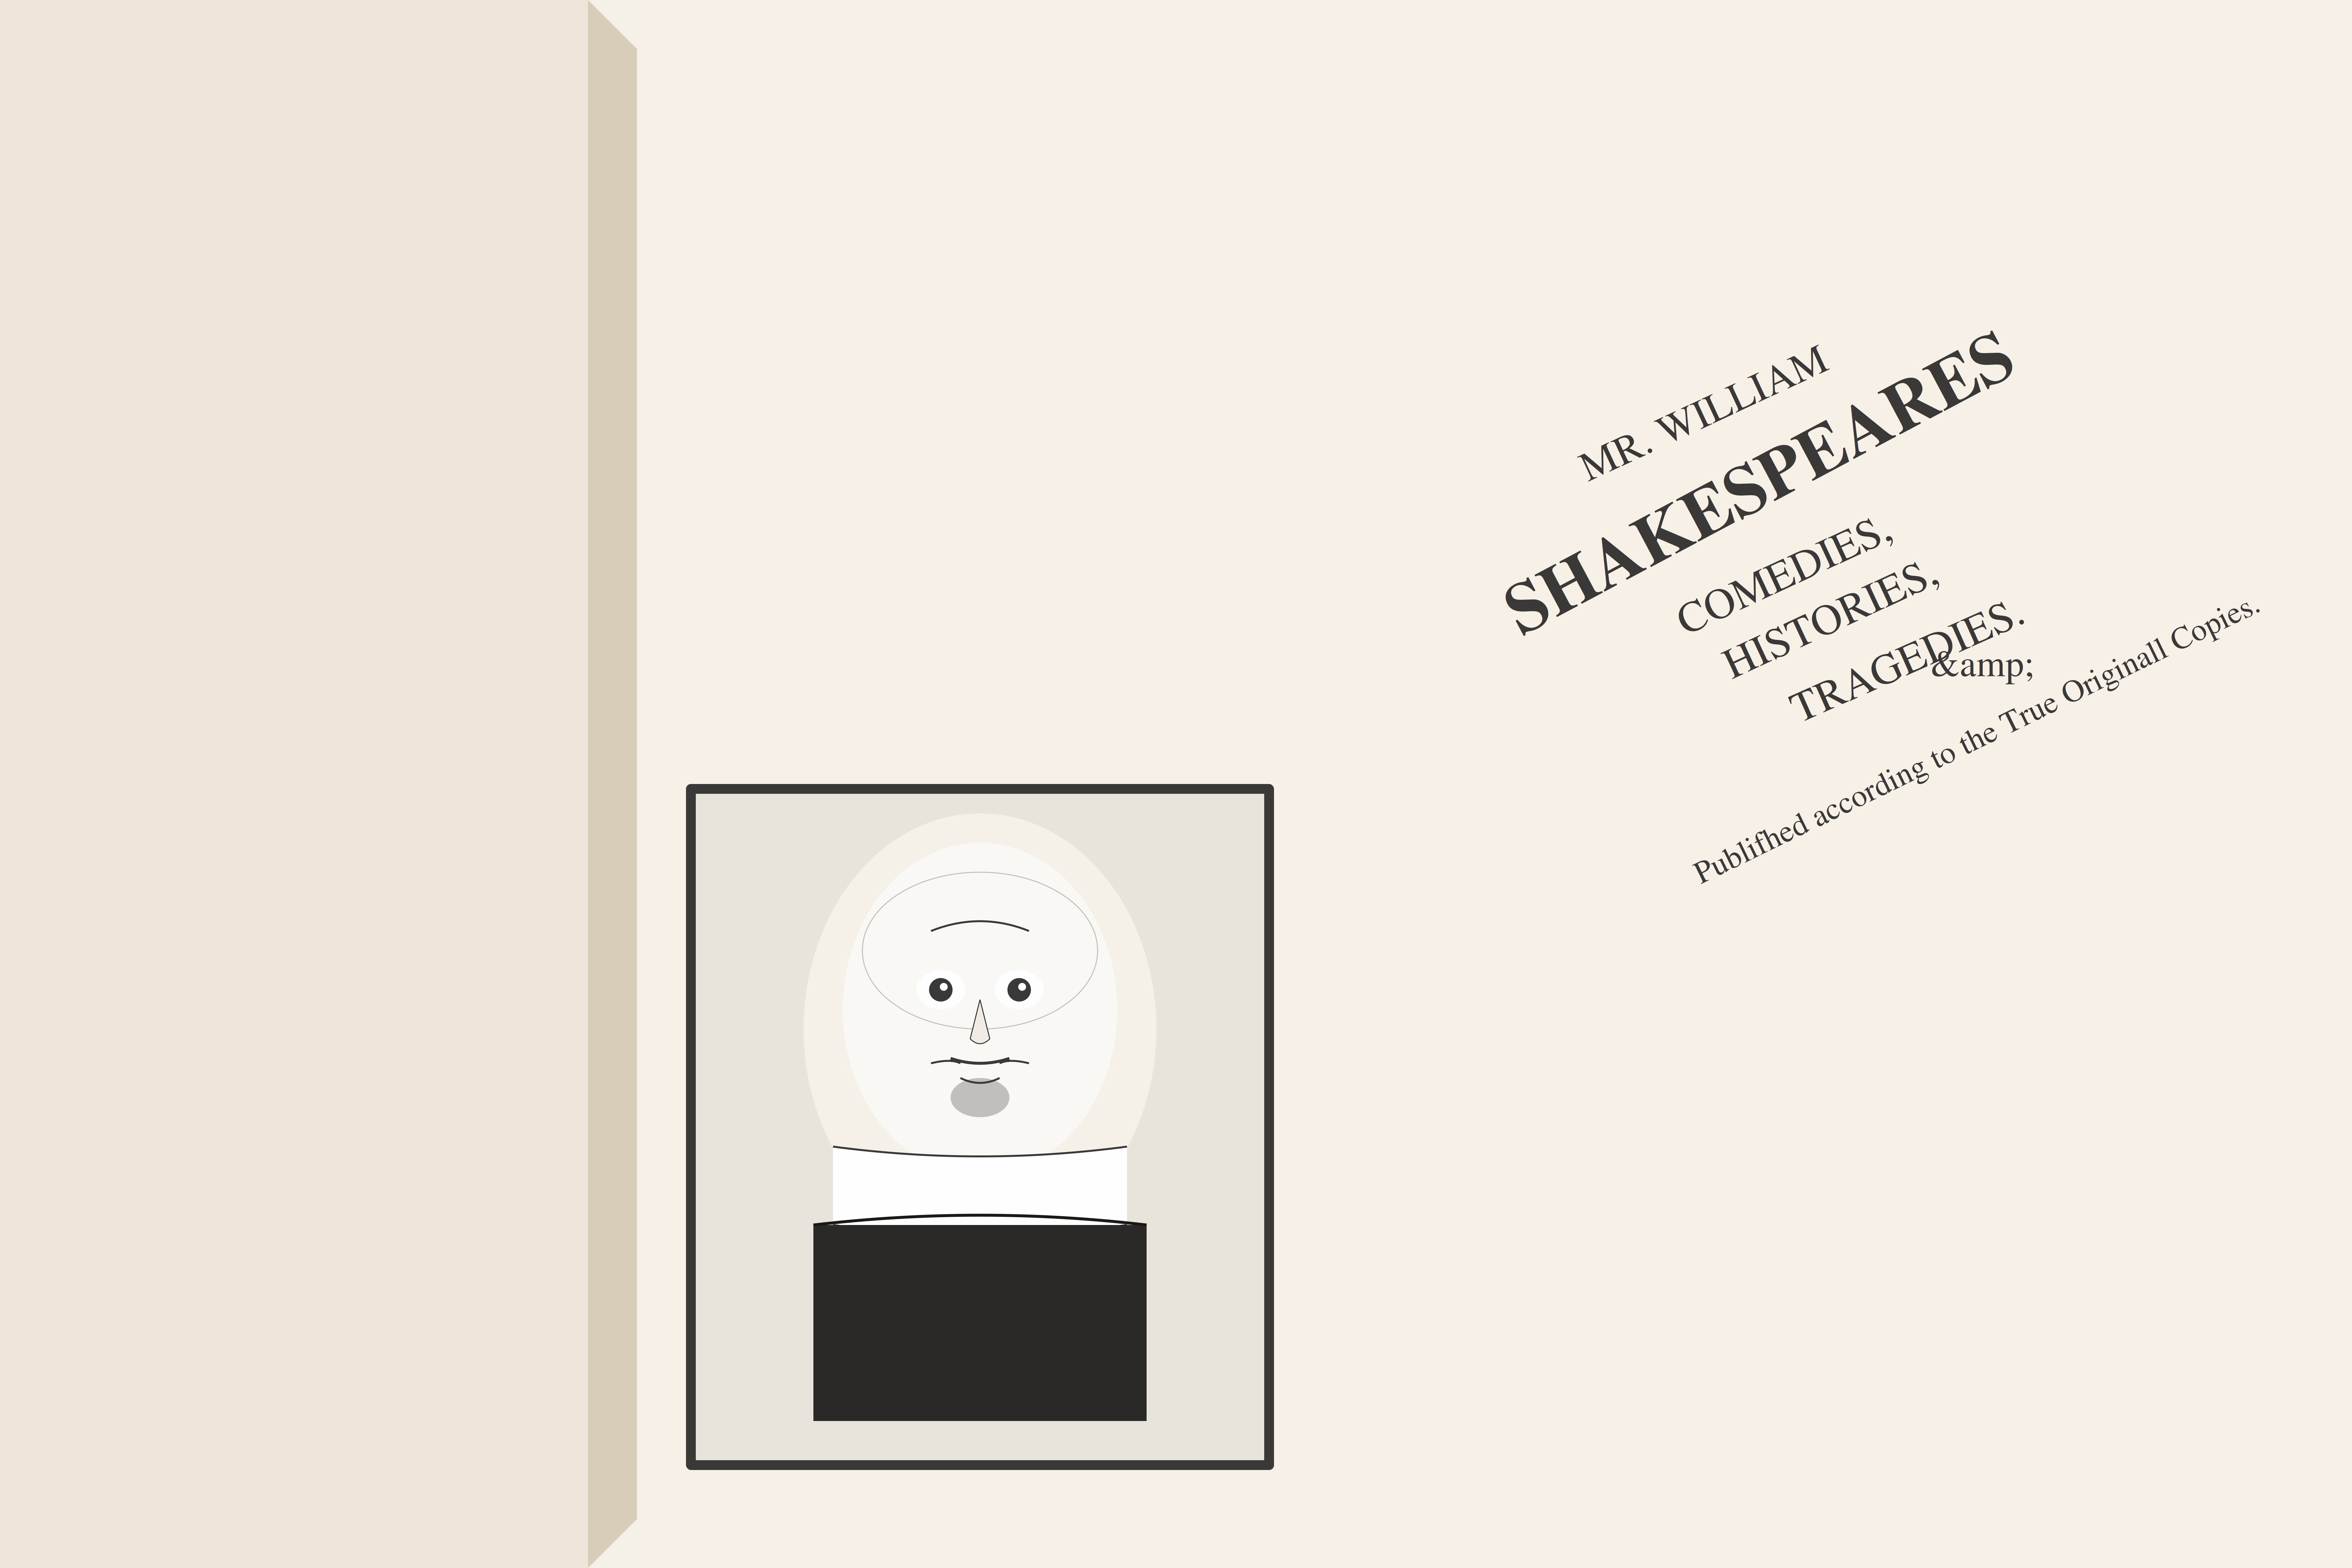 MR. WILLIAM
SHAKESPEARES
COMEDIES,
HISTORIES,
TRAGEDIES.
&amp;
Publifhed according to the True Originall Copies.